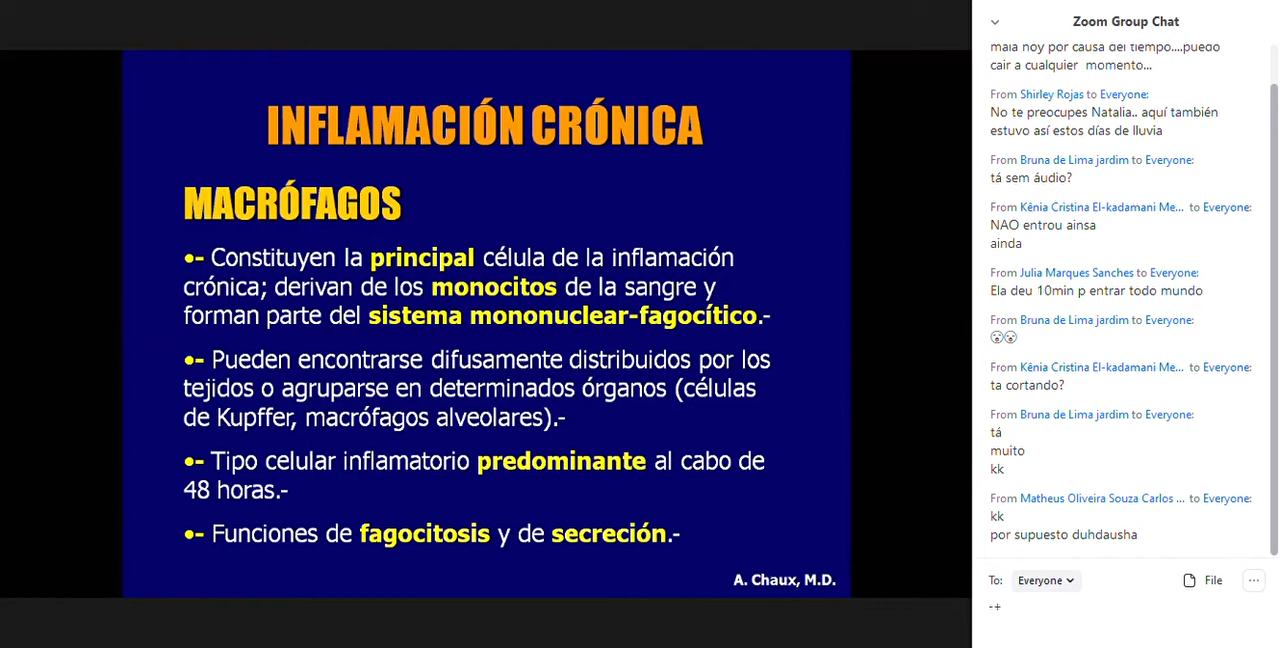 INFLAMACIÓN CRÓNICA
MACRÓFAGOS
•- Constituyen la principal célula de la inflamación
crónica; derivan de los monocitos de la sangre y
forman parte del sistema mononuclear-fagocítico.-
•- Pueden encontrarse difusamente distribuidos por los
tejidos o agruparse en determinados órganos (células
de Kupffer, macrófagos alveolares).-
•- Tipo celular inflamatorio predominante al cabo de
48 horas.-
•- Funciones de fagocitosis y de secreción.-
A. Chaux, M.D.
Zoom Group Chat
mala hoy por causa del tiempo....puedo
cair a cualquier momento...
From Shirley Rojas to Everyone:
No te preocupes Natalia.. aquí también
estuvo así estos días de lluvia
From Bruna de Lima jardim to Everyone:
tá sem áudio?
From Kênia Cristina El-kadamani Me... to Everyone:
NAO entrou ainsa
ainda
From Julia Marques Sanches to Everyone:
Ela deu 10min p entrar todo mundo
From Bruna de Lima jardim to Everyone:
From Kênia Cristina El-kadamani Me... to Everyone:
ta cortando?
From Bruna de Lima jardim to Everyone:
tá
muito
kk
From Matheus Oliveira Souza Carlos ... to Everyone:
kk
por supuesto duhdausha
To: Everyone File ...
-+